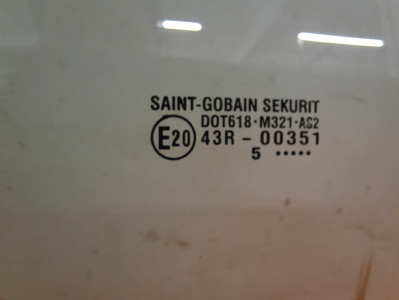 SAINT-GOBAIN SEKURIT
DOT618·M321·AS2
E20 43R - 00351
5 •••••